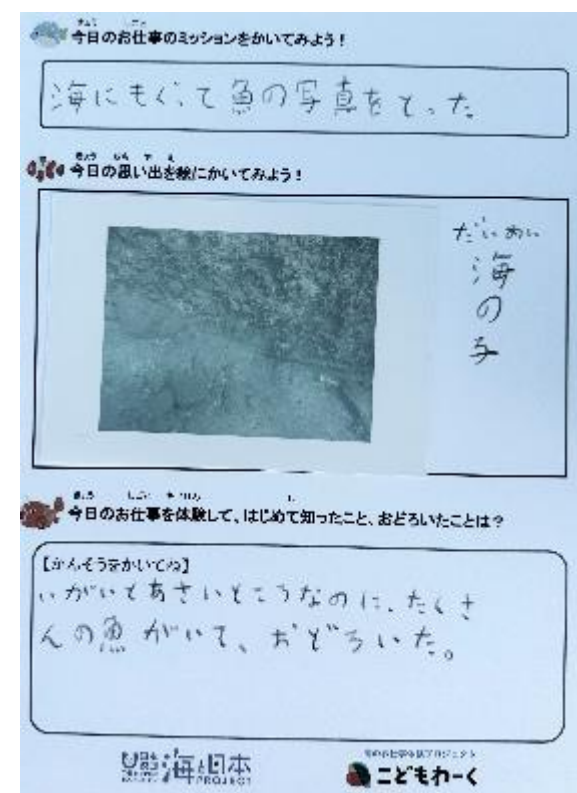 今日のお仕事のミッションをかいてみよう！
海にもぐって魚の写真をとった
今日の思い出を絵にかいてみよう！
だいめい
海の子
今日のお仕事を体験して、はじめて知ったこと、おどろいたことは？
【かんそうをかいてね】
いがいとあさいところなのに、たくさ
んの魚がいて、おどろいた。
海と日本
PROJECT
こどもわーく